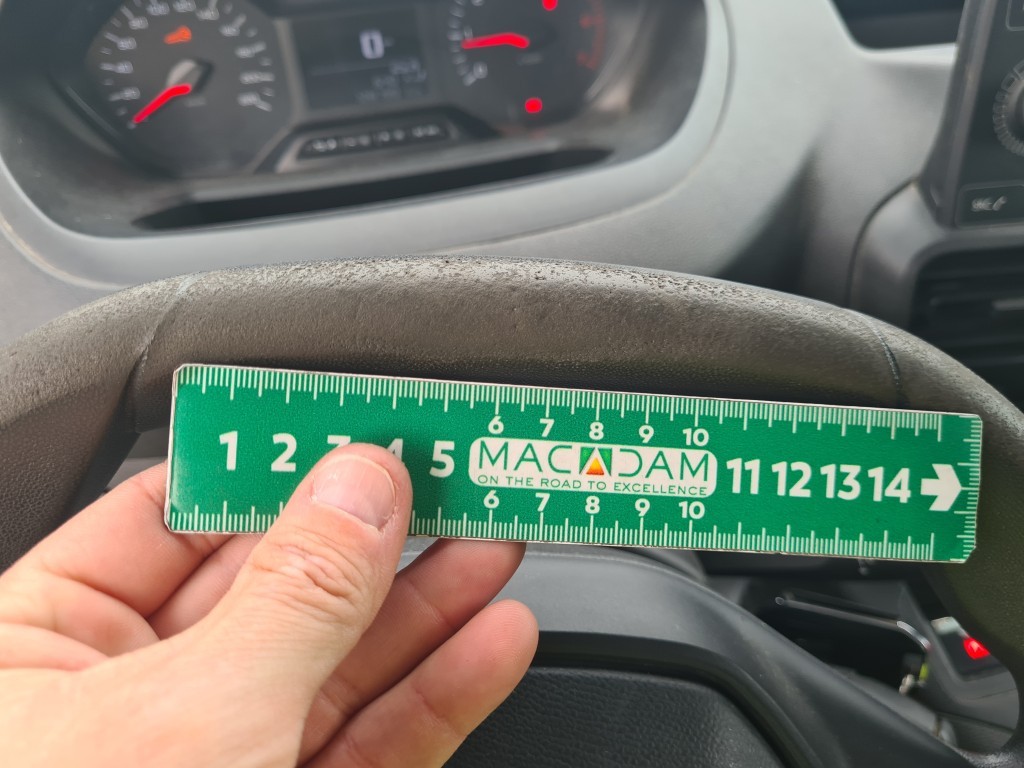 0
6 7 8 9 10
1 2 3 4 5 MACADAM 11 12 13 14
ON THE ROAD TO EXCELLENCE
6 7 8 9 10